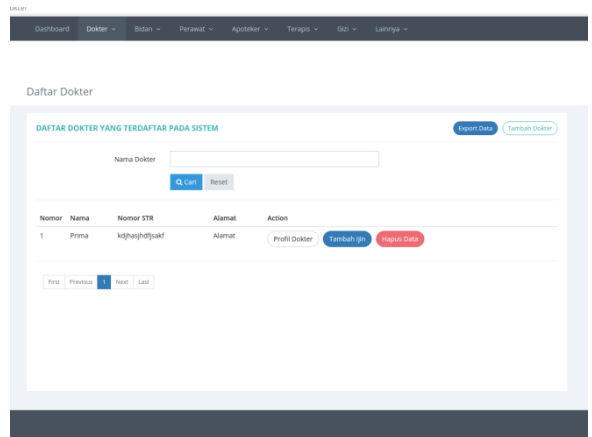 Dashboard Dokter Bidan Perawat Apoteker Terapis Gizi Lainnya
Daftar Dokter
DAFTAR DOKTER YANG TERDAFTAR PADA SISTEM Export Data Tambah Dokter
Nama Dokter
Cari Reset
Nomor Nama Nomor STR Alamat Action
1 Prima kdjhasjhdfjsakf Alamat Profil Dokter Tambah Ijin Hapus Data
First Previous 1 Next Last